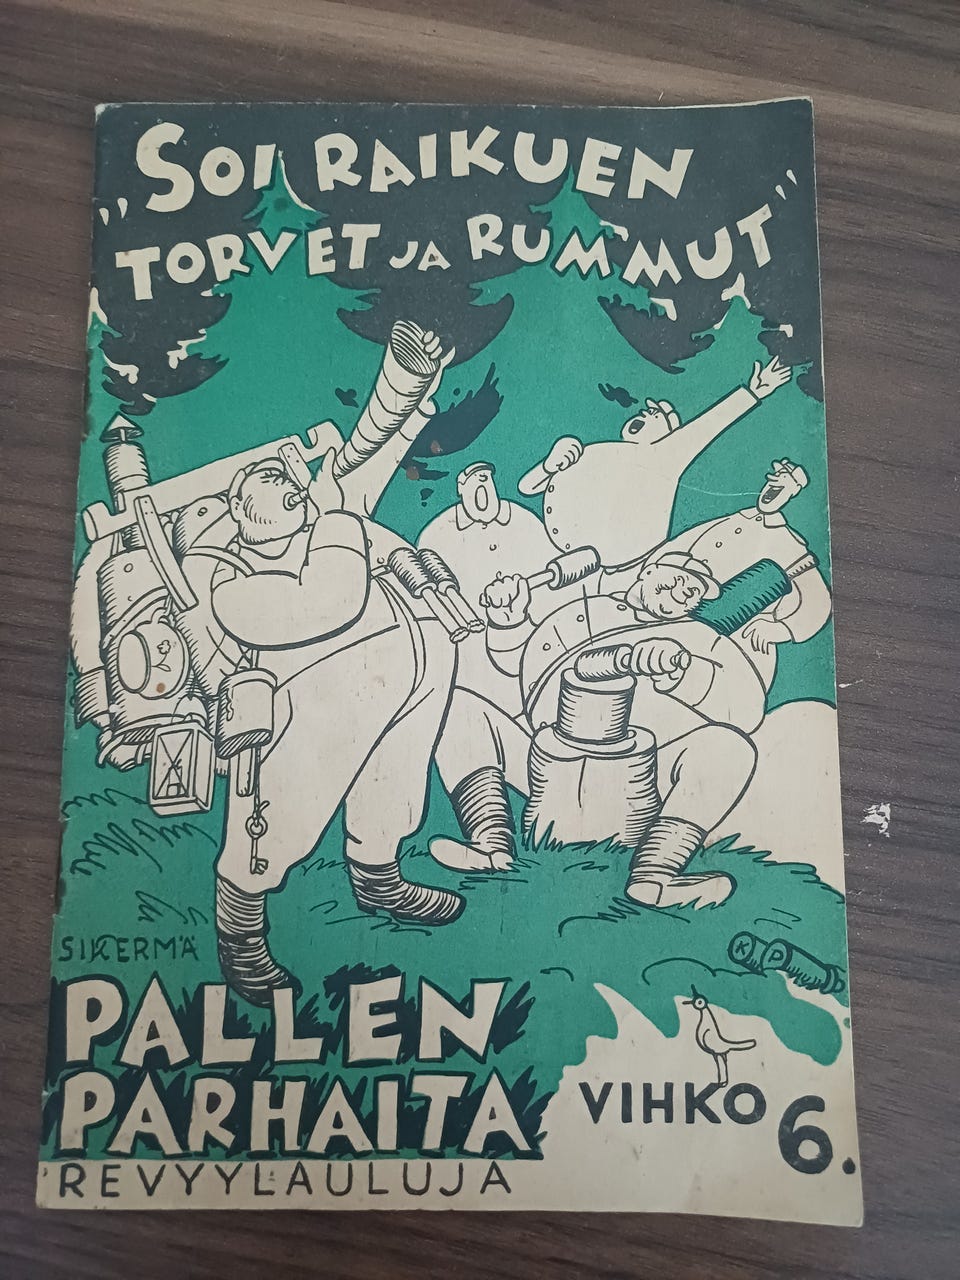 „SOI RAIKUEN
TORVET JA RUMMUT”
K P
SIKERMÄ
PALLEN
PARHAITA
REVYYLAULUJA
VIHKO 6.